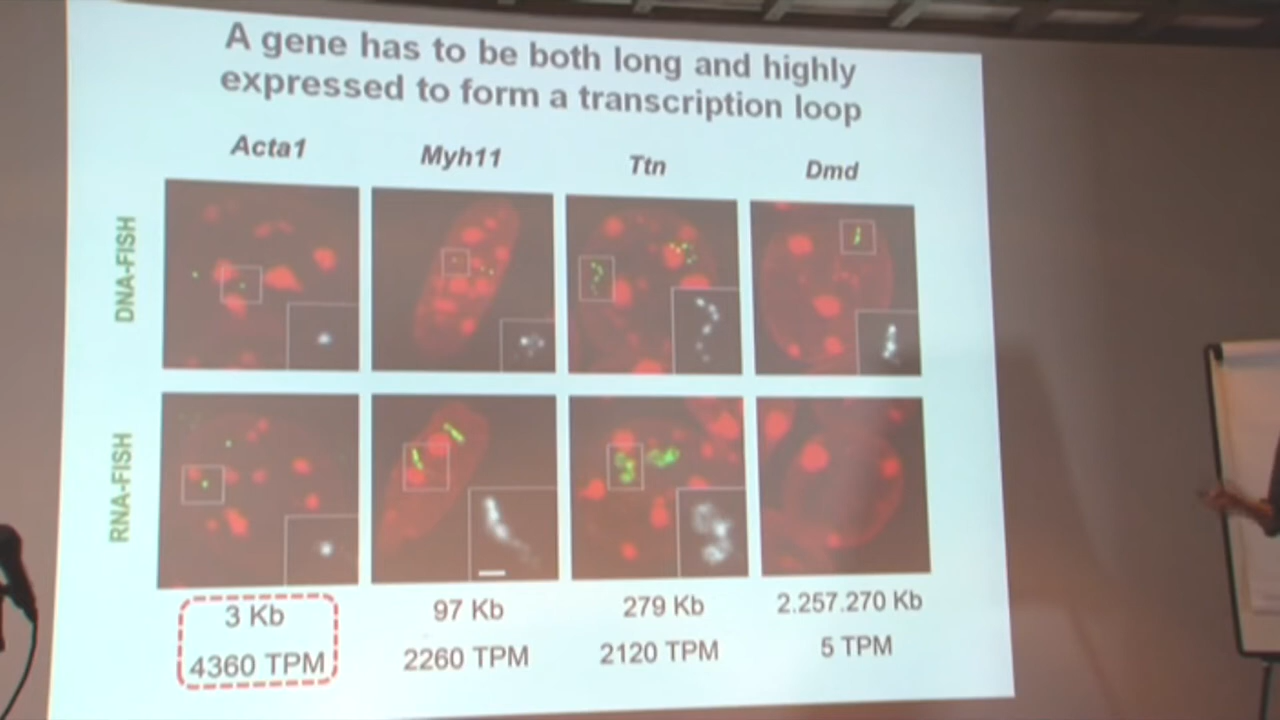 A gene has to be both long and highly
expressed to form a transcription loop
Acta1 Myh11 Ttn Dmd
DNA-FISH
RNA-FISH
3 Kb 97 Kb 279 Kb 2.257.270 Kb
4360 TPM 2260 TPM 2120 TPM 5 TPM